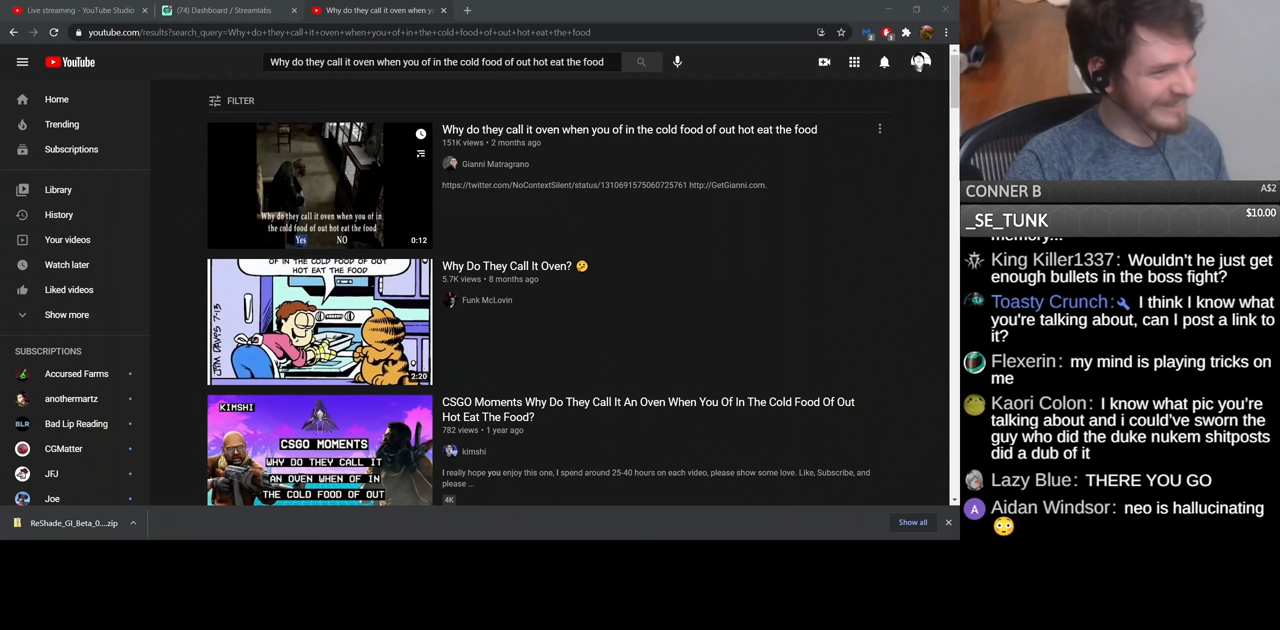 Live streaming - YouTube Studio
(74) Dashboard / Streamlabs
Why do they call it oven when y
youtube.com/results?search_query=Why+do+they+call+it+oven+when+you+of+in+the+cold+food+of+out+hot+eat+the+food
YouTube
Why do they call it oven when you of in the cold food of out hot eat the food
Home
Trending
Subscriptions
Library
History
Your videos
Watch later
Liked videos
Show more
SUBSCRIPTIONS
Accursed Farms
anothermartz
BLR
Bad Lip Reading
CGMatter
JFJ
Joe
FILTER
Why do they call it oven when you of in
the cold food of out hot eat the food
Yes NO
0:12
Why do they call it oven when you of in the cold food of out hot eat the food
151K views • 2 months ago
Gianni Matragrano
https://twitter.com/NoContextSilent/status/1310691575060725761 http://GetGianni.com.
OF IN THE COLD FOOD OF OUT
HOT EAT THE FOOD
JIM DAVIS 7-13
2:20
Why Do They Call It Oven? 🤔
5.7K views • 8 months ago
Funk McLovin
KIMSHI
CSGO MOMENTS
WHY DO THEY CALL IT
AN OVEN WHEN OF IN
THE COLD FOOD OF OUT
CSGO Moments Why Do They Call It An Oven When You Of In The Cold Food Of Out
Hot Eat The Food?
782 views • 1 year ago
kimshi
I really hope you enjoy this one, I spend around 25-40 hours on each video, please show some love. Like, Subscribe, and
please ...
4K
ReShade_GI_Beta_0....zip
Show all
CONNER B A$2
_SE_TUNK $10.00
memory...
King Killer1337: Wouldn't he just get
enough bullets in the boss fight?
Toasty Crunch: I think I know what
you're talking about, can I post a link to
it?
Flexerin: my mind is playing tricks on
me
Kaori Colon: I know what pic you're
talking about and i could've sworn the
guy who did the duke nukem shitposts
did a dub of it
Lazy Blue: THERE YOU GO
A
Aidan Windsor: neo is hallucinating
😳